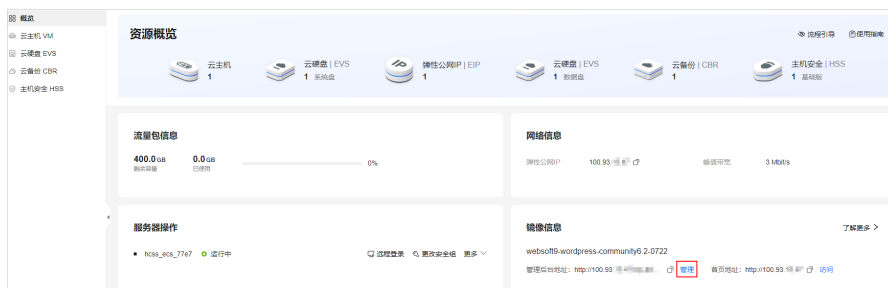 概览
云主机 VM
云硬盘 EVS
云备份 CBR
主机安全 HSS
资源概览
流程引导 使用指南
云主机 云硬盘 | EVS 弹性公网IP | EIP 云硬盘 | EVS 云备份 | CBR 主机安全 | HSS
1 1 系统盘 1 1 数据盘 1 1 基础版
流量包信息
400.0 GB 0.0 GB 0%
剩余容量 已使用
网络信息
弹性公网IP 100.93. 峰值带宽 3 Mbit/s
服务器操作
hcss_ecs_77e7 运行中 远程登录 更改安全组 更多
镜像信息 了解更多
websoft9-wordpress-community6.2-0722
管理后台地址: http://100.93. 管理 首页地址: http://100.93. 访问